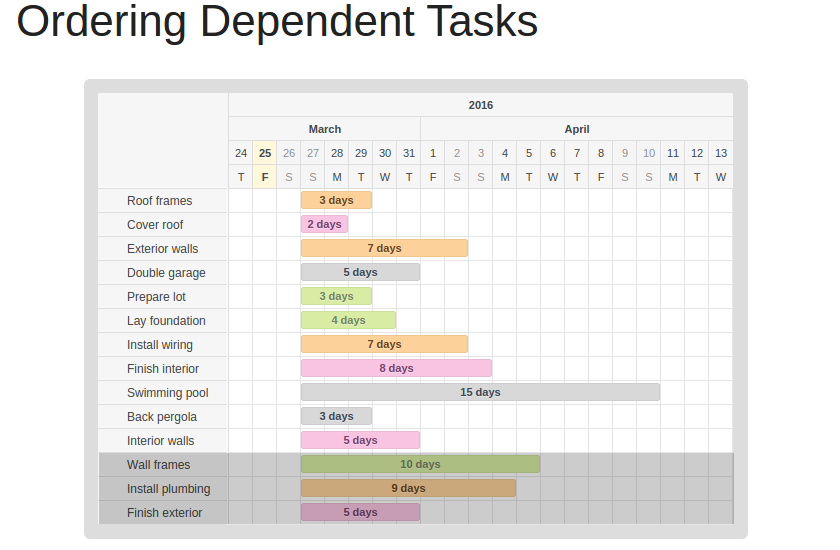 Ordering Dependent Tasks
2016
March April
24 25 26 27 28 29 30 31 1 2 3 4 5 6 7 8 9 10 11 12 13
T F S S M T W T F S S M T W T F S S M T W
Roof frames 3 days
Cover roof 2 days
Exterior walls 7 days
Double garage 5 days
Prepare lot 3 days
Lay foundation 4 days
Install wiring 7 days
Finish interior 8 days
Swimming pool 15 days
Back pergola 3 days
Interior walls 5 days
Wall frames 10 days
Install plumbing 9 days
Finish exterior 5 days